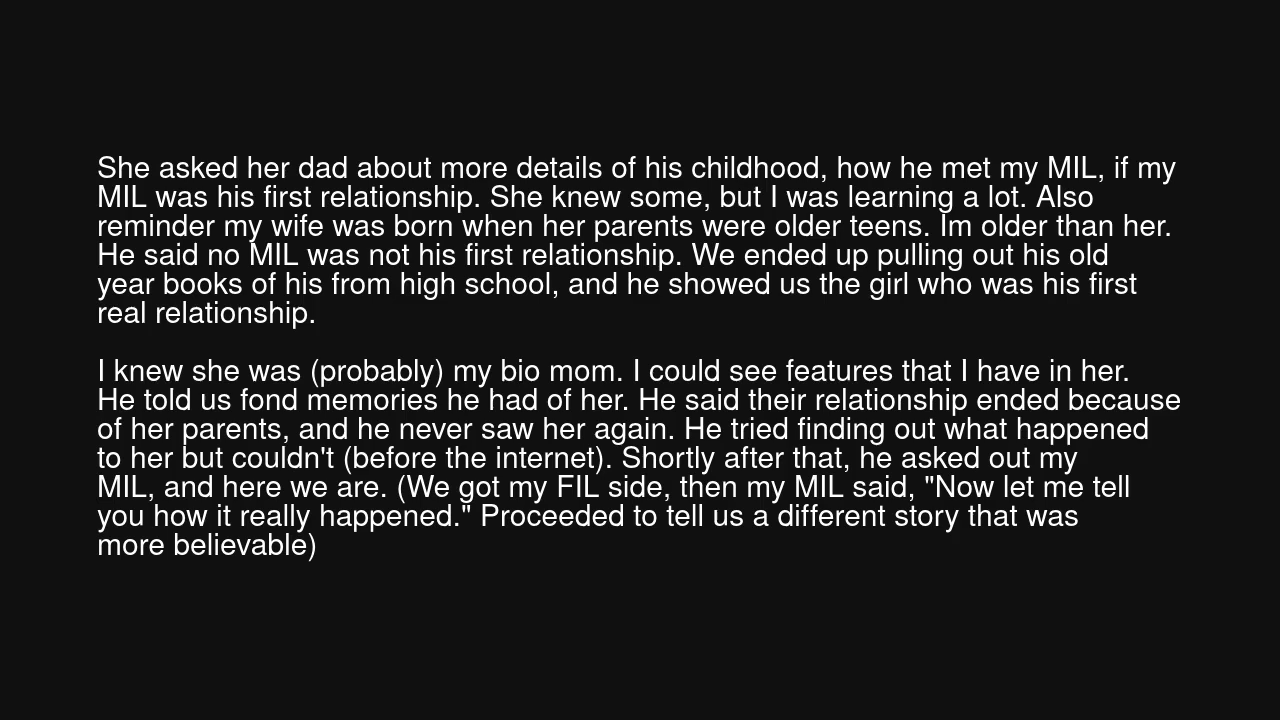 She asked her dad about more details of his childhood, how he met my MIL, if my
MIL was his first relationship. She knew some, but I was learning a lot. Also
reminder my wife was born when her parents were older teens. Im older than her.
He said no MIL was not his first relationship. We ended up pulling out his old
year books of his from high school, and he showed us the girl who was his first
real relationship.
I knew she was (probably) my bio mom. I could see features that I have in her.
He told us fond memories he had of her. He said their relationship ended because
of her parents, and he never saw her again. He tried finding out what happened
to her but couldn't (before the internet). Shortly after that, he asked out my
MIL, and here we are. (We got my FIL side, then my MIL said, "Now let me tell
you how it really happened." Proceeded to tell us a different story that was
more believable)